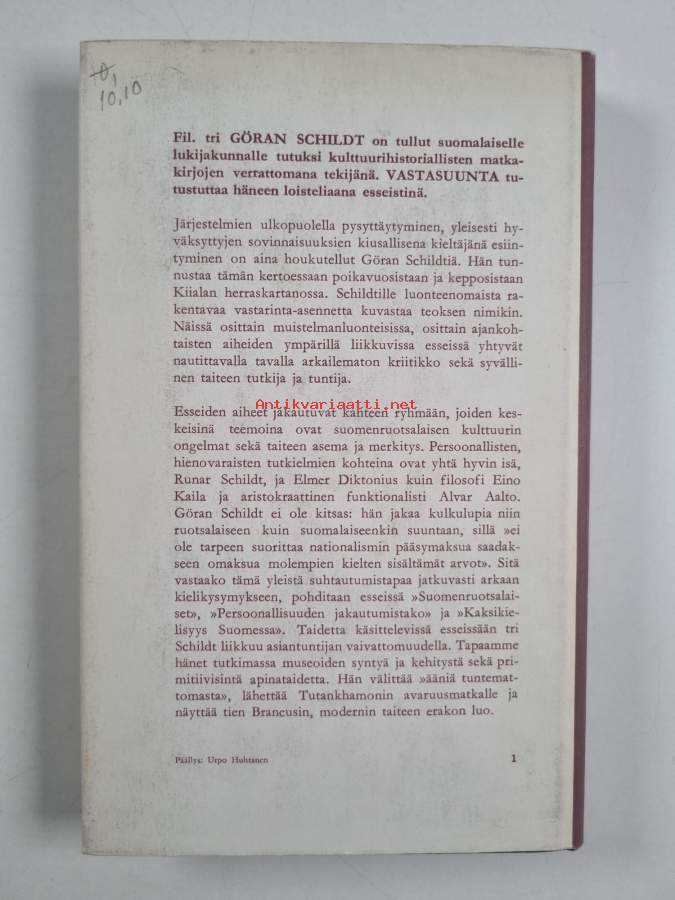 10,10
Fil. tri GÖRAN SCHILDT on tullut suomalaiselle
lukijakunnalle tutuksi kulttuurihistoriallisten matka-
kirjojen verrattomana tekijänä. VASTASUUNTA tu-
tustuttaa häneen loisteliaana esseistinä.
Järjestelmien ulkopuolella pysyttäytyminen, yleisesti hy-
väksyttyjen sovinnaisuuksien kiusallisena kieltäjänä esiin-
tyminen on aina houkutellut Göran Schildtiä. Hän tun-
nustaa tämän kertoessaan poikavuosistaan ja kepposistaan
Kiialan herraskartanossa. Schildtille luonteenomaista ra-
kentavaa vastarinta-asennetta kuvastaa teoksen nimikin.
Näissä osittain muistelmanluonteisissa, osittain ajankoh-
taisten aiheiden ympärillä liikkuvissa esseissä yhtyvät
nautittavalla tavalla arkailematon kriitikko sekä syvälli-
nen taiteen tutkija ja tuntija.
Antikvariaatti.net
Esseiden aiheet jakautuvat kahteen ryhmään, joiden kes-
keisinä teemoina ovat suomenruotsalaisen kulttuurin
ongelmat sekä taiteen asema ja merkitys. Persoonallisten,
hienovaraisten tutkielmien kohteina ovat yhtä hyvin isä,
Runar Schildt, ja Elmer Diktonius kuin filosofi Eino
Kaila ja aristokraattinen funktionalisti Alvar Aalto.
Göran Schildt ei ole kitsas: hän jakaa kulkulupia niin
ruotsalaiseen kuin suomalaiseenkin suuntaan, sillä »ei
ole tarpeen suorittaa nationalismin pääsymaksua saadak-
seen omaksua molempien kielten sisältämät arvot». Sitä
vastaako tämä yleistä suhtautumistapaa jatkuvasti arkaan
kielikysymykseen, pohditaan esseissä »Suomenruotsalai-
set», »Persoonallisuuden jakautumistako» ja »Kaksikie-
lisyys Suomessa». Taidetta käsittelevissä esseissään tri
Schildt liikkuu asiantuntijan vaivattomuudella. Tapaamme
hänet tutkimassa museoiden syntyä ja kehitystä sekä pri-
mitiivisintä apinataidetta. Hän välittää »ääniä tuntemat-
tomasta», lähettää Tutankhamonin avaruusmatkalle ja
näyttää tien Brancusin, modernin taiteen erakon luo.
Päällys: Urpo Huhtanen
1